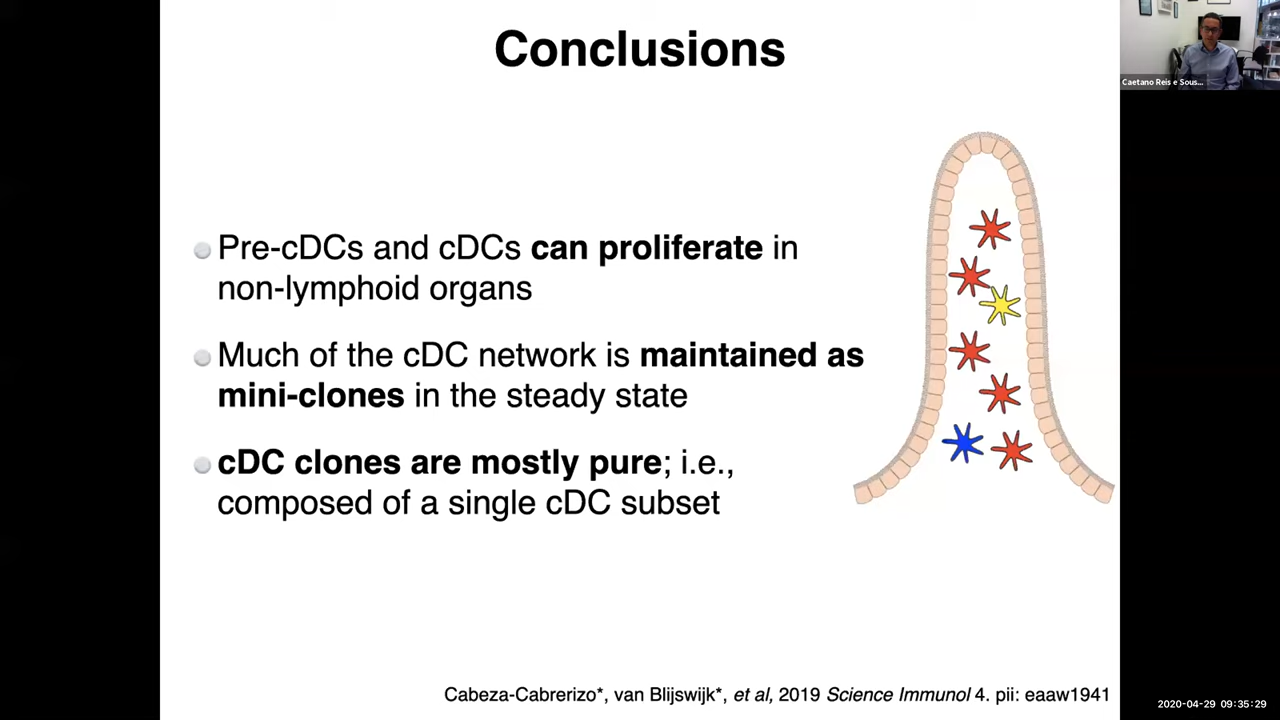 Conclusions
Caetano Reis e Sous...
Pre-cDCs and cDCs can proliferate in
non-lymphoid organs
Much of the cDC network is maintained as
mini-clones in the steady state
cDC clones are mostly pure; i.e.,
composed of a single cDC subset
Cabeza-Cabrerizo*, van Blijswijk*, et al, 2019 Science Immunol 4. pii: eaaw1941
2020-04-29 09:35:29